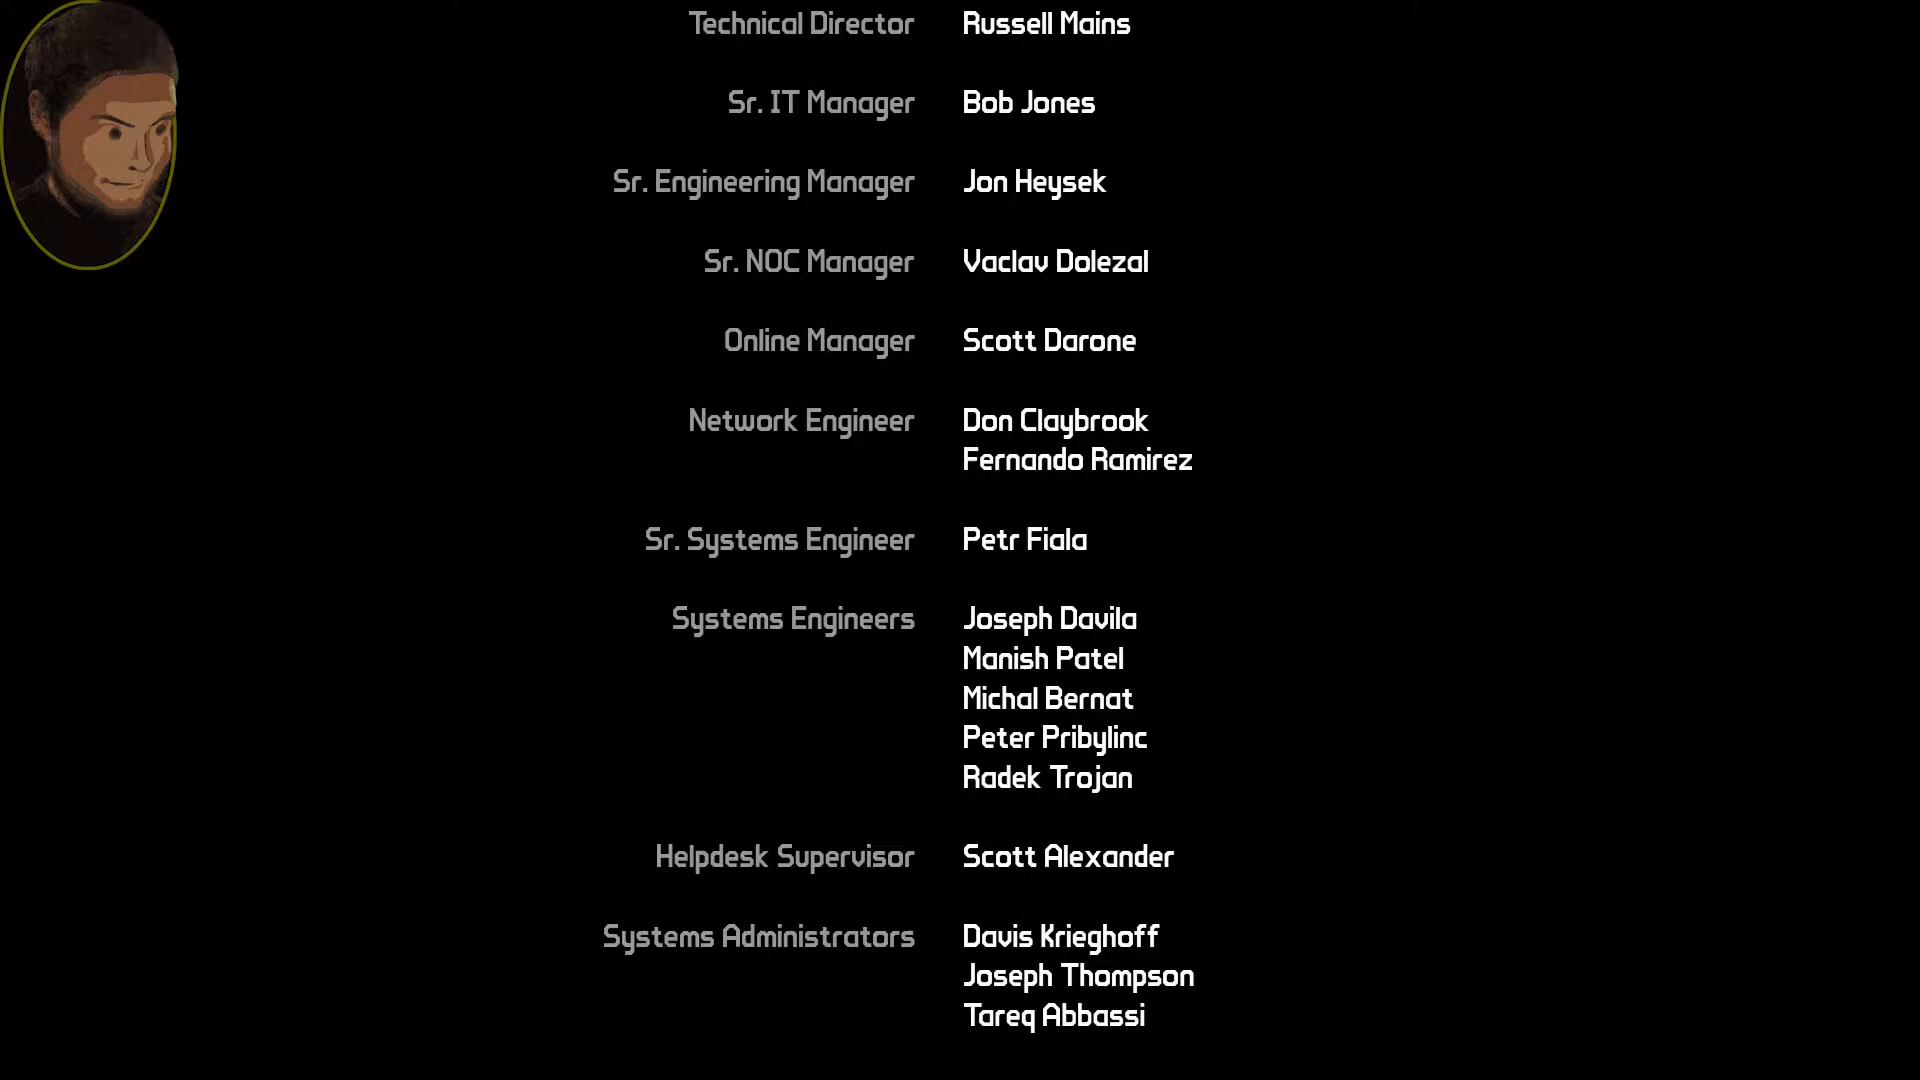 Technical Director Russell Mains
Sr. IT Manager Bob Jones
Sr. Engineering Manager Jon Heysek
Sr. NOC Manager Vaclav Dolezal
Online Manager Scott Darone
Network Engineer Don Claybrook
Fernando Ramirez
Sr. Systems Engineer Petr Fiala
Systems Engineers Joseph Davila
Manish Patel
Michal Bernat
Peter Pribylinc
Radek Trojan
Helpdesk Supervisor Scott Alexander
Systems Administrators Davis Krieghoff
Joseph Thompson
Tareq Abbassi